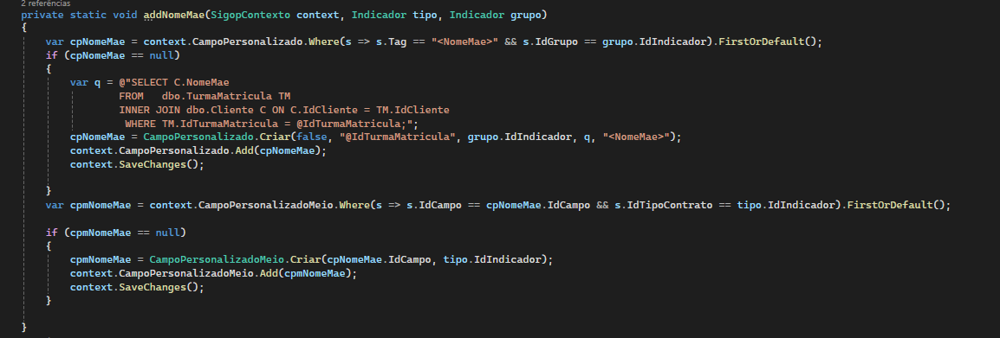 2 referências
private static void addNomeMae(SigopContexto context, Indicador tipo, Indicador grupo)
{
var cpNomeMae = context.CampoPersonalizado.Where(s => s.Tag == "<NomeMae>" && s.IdGrupo == grupo.IdIndicador).FirstOrDefault();
if (cpNomeMae == null)
{
var q = @"SELECT C.NomeMae
FROM   dbo.TurmaMatricula TM
INNER JOIN dbo.Cliente C ON C.IdCliente = TM.IdCliente
WHERE TM.IdTurmaMatricula = @IdTurmaMatricula;";
cpNomeMae = CampoPersonalizado.Criar(false, "@IdTurmaMatricula", grupo.IdIndicador, q, "<NomeMae>");
context.CampoPersonalizado.Add(cpNomeMae);
context.SaveChanges();
}
var cpmNomeMae = context.CampoPersonalizadoMeio.Where(s => s.IdCampo == cpNomeMae.IdCampo && s.IdTipoContrato == tipo.IdIndicador).FirstOrDefault();
if (cpmNomeMae == null)
{
cpmNomeMae = CampoPersonalizadoMeio.Criar(cpNomeMae.IdCampo, tipo.IdIndicador);
context.CampoPersonalizadoMeio.Add(cpmNomeMae);
context.SaveChanges();
}
}